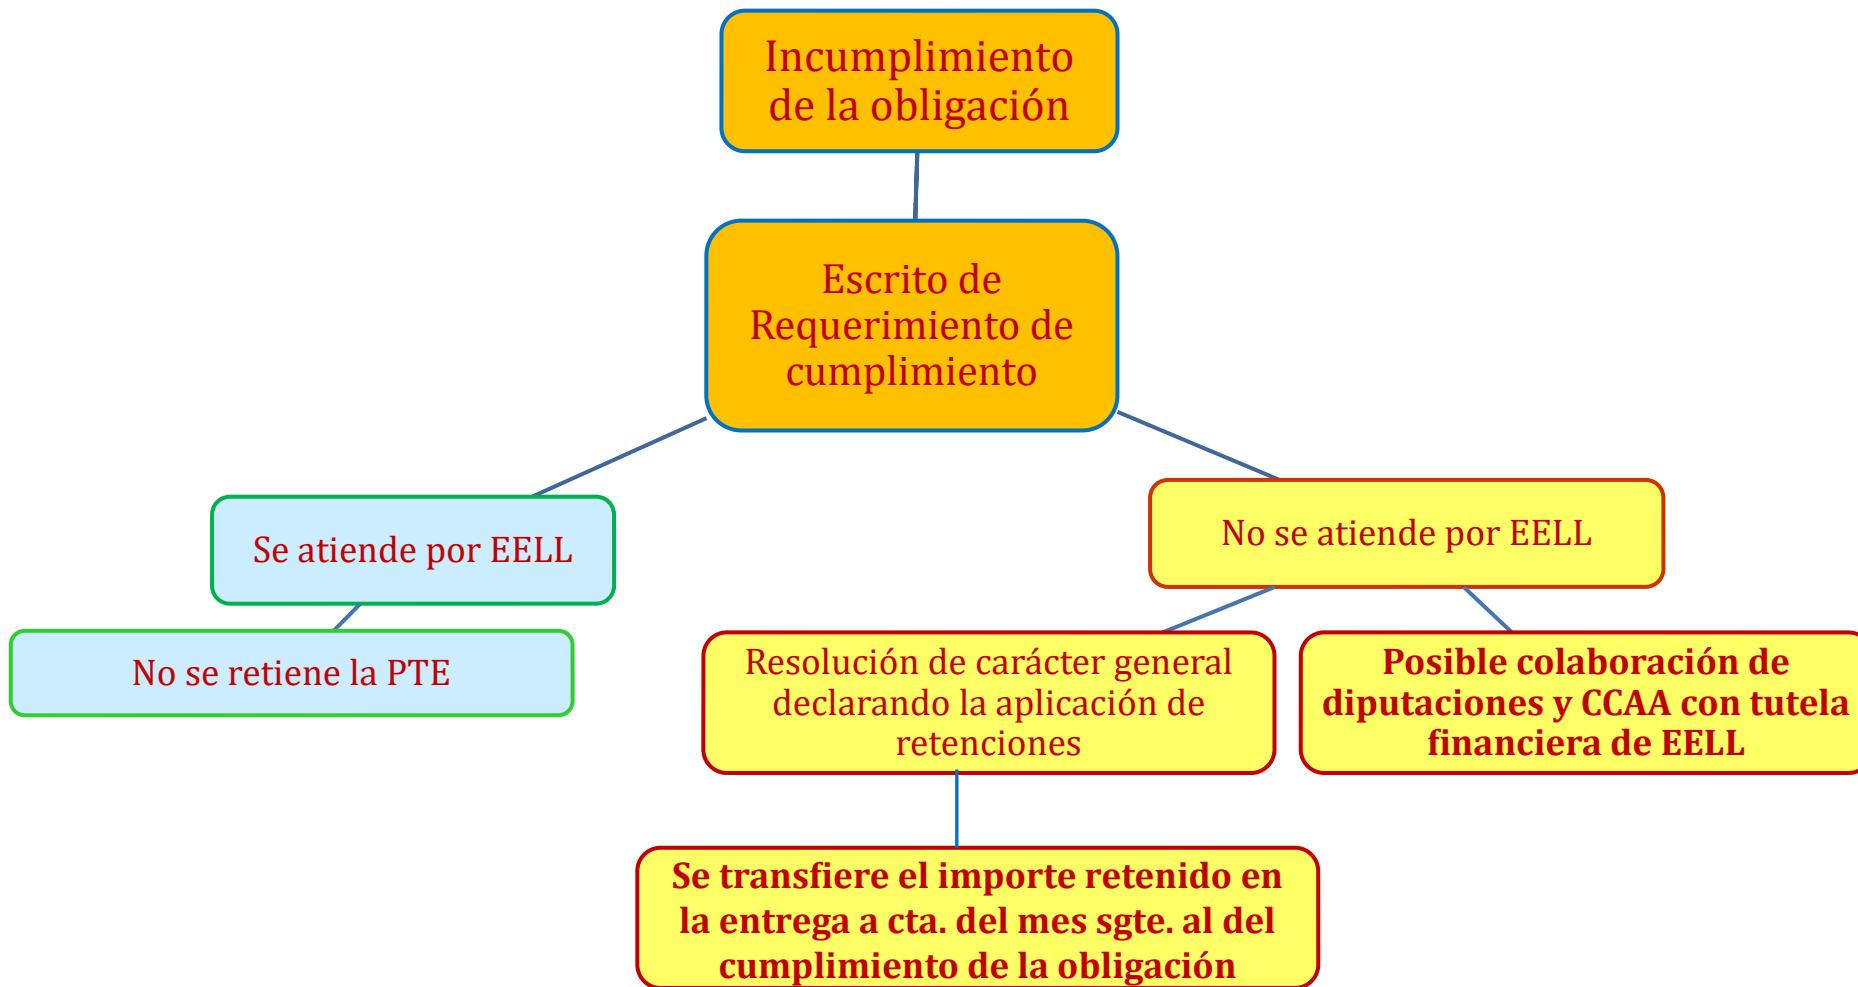 Incumplimiento
de la obligación
Escrito de
Requerimiento de
cumplimiento
Se atiende por EELL
No se atiende por EELL
No se retiene la PTE
Resolución de carácter general
declarando la aplicación de
retenciones
Posible colaboración de
diputaciones y CCAA con tutela
financiera de EELL
Se transfiere el importe retenido en
la entrega a cta. del mes sgte. al del
cumplimiento de la obligación